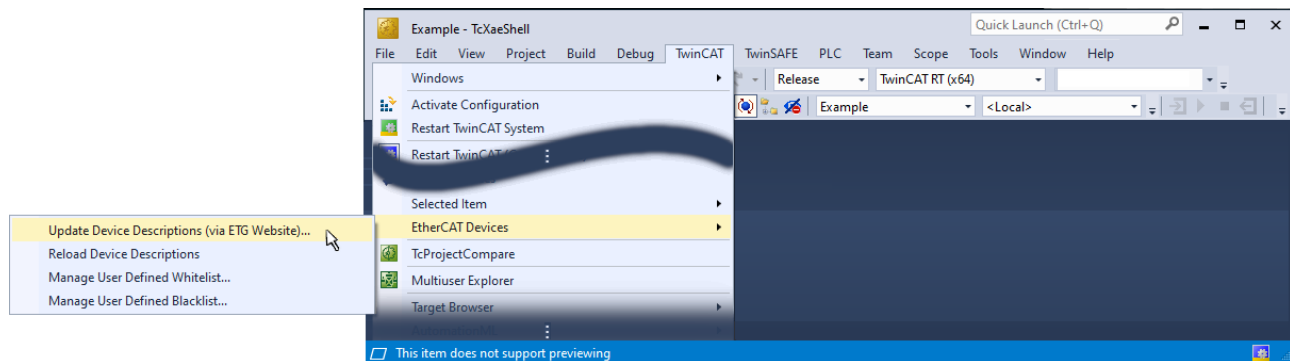 Example - TcXaeShell
Quick Launch (Ctrl+Q)
File Edit View Project Build Debug TwinCAT TwinSAFE PLC Team Scope Tools Window Help
Release TwinCAT RT (x64)
Example <Local>
Windows
Activate Configuration
Restart TwinCAT System
Restart TwinCAT
Selected Item
EtherCAT Devices
Update Device Descriptions (via ETG Website)...
Reload Device Descriptions
Manage User Defined Whitelist...
Manage User Defined Blacklist...
TcProjectCompare
Multiuser Explorer
Target Browser
This item does not support previewing